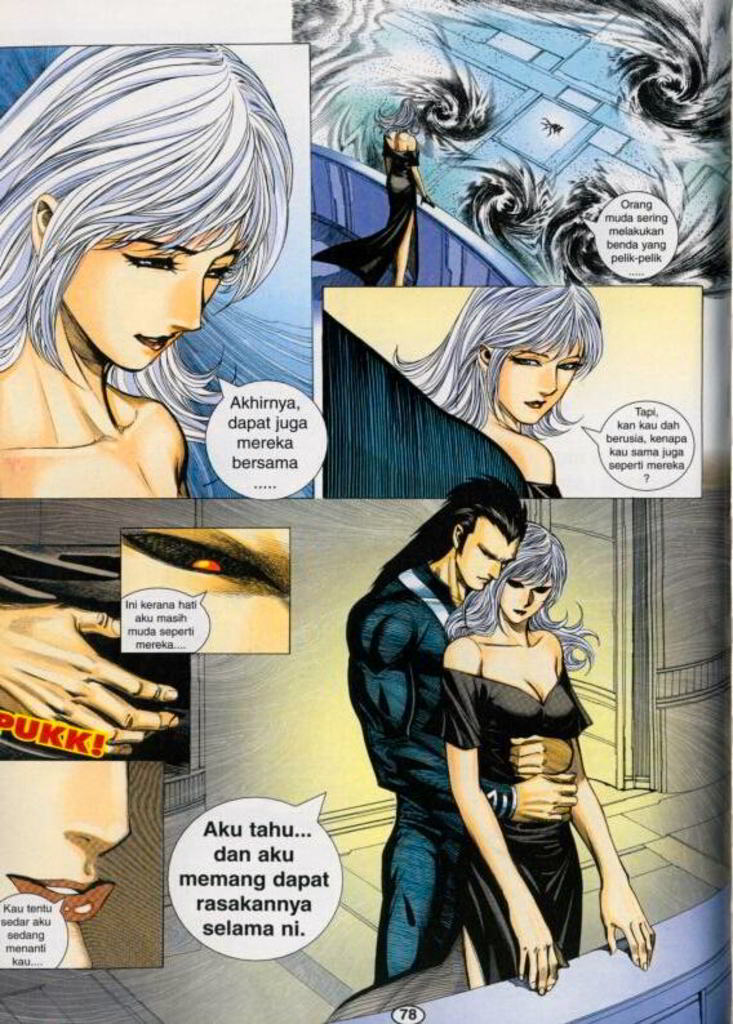 Orang
muda sering
melakukan
benda yang
pelik-pelik
.....
Akhirnya,
dapat juga
mereka
bersama
.....
Tapi,
kan kau dah
berusia, kenapa
kau sama juga
seperti mereka
?
Ini kerana hati
aku masih
muda seperti
mereka....
PUKK!
Kau tentu
sedar aku
sedang
menanti
kau....
Aku tahu...
dan aku
memang dapat
rasakannya
selama ni.
78